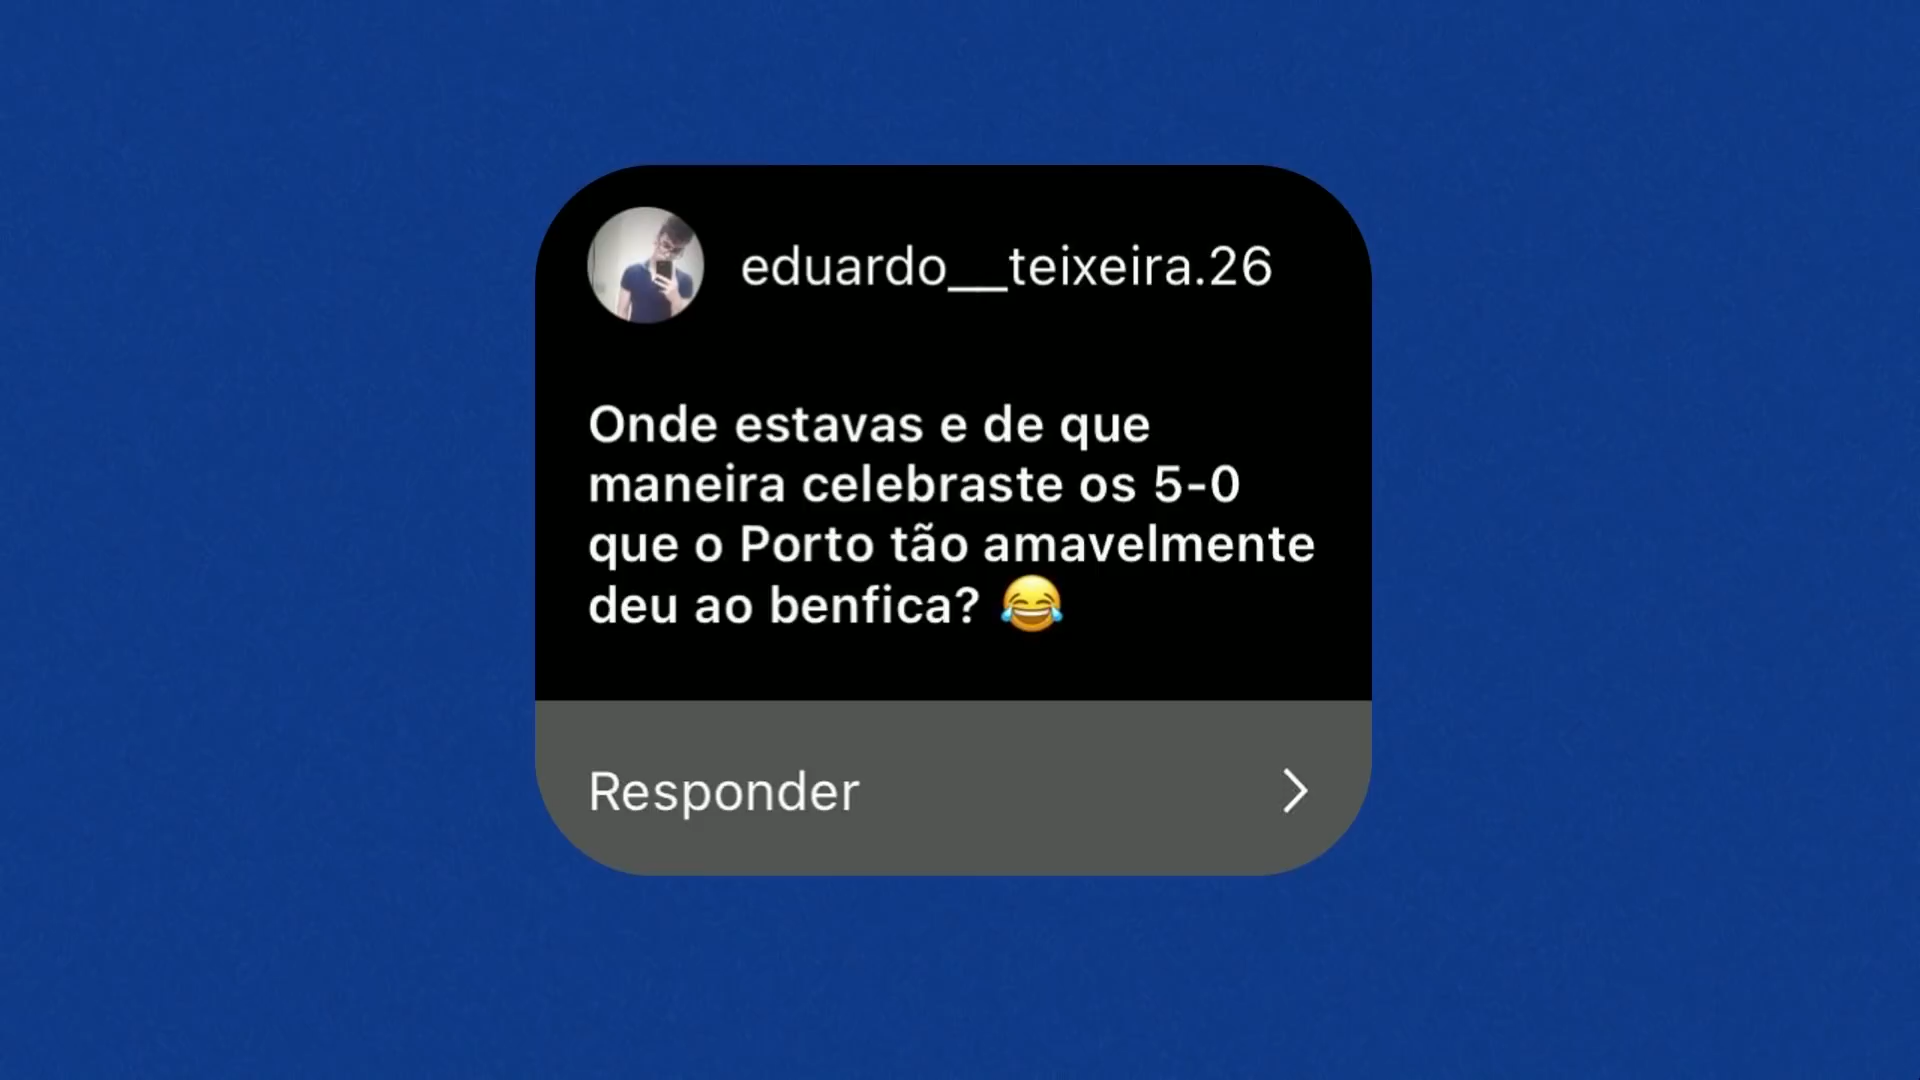 eduardo__teixeira.26
Onde estavas e de que
maneira celebraste os 5-0
que o Porto tão amavelmente
deu ao benfica? 😂
Responder